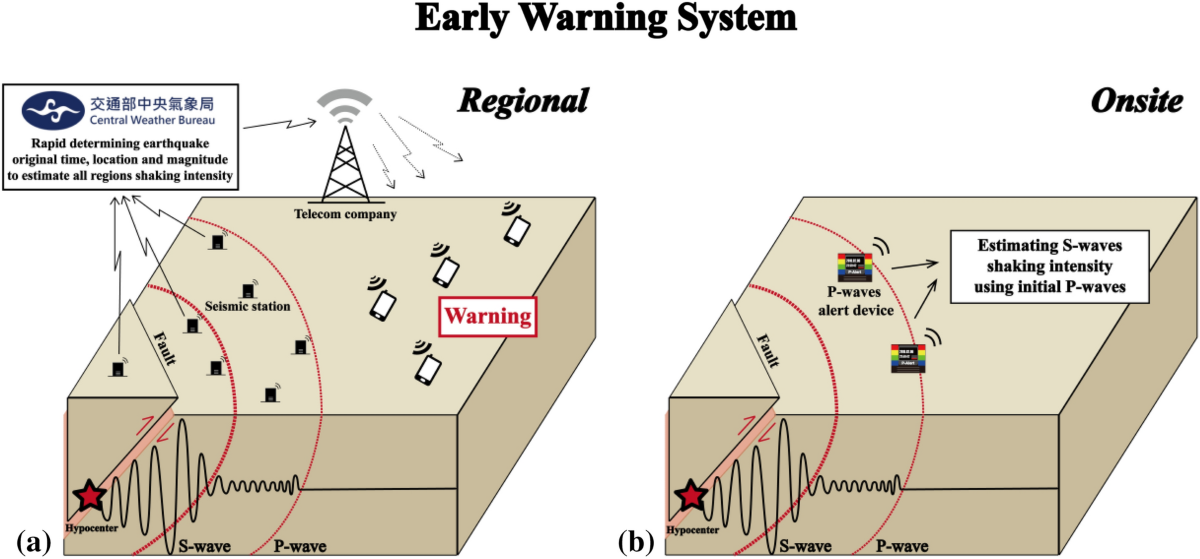 Early Warning System
Regional
交通部中央氣象局
Central Weather Bureau
Rapid determining earthquake
original time, location and magnitude
to estimate all regions shaking intensity
Telecom company
Seismic station
Warning
Fault
Hypocenter
S-wave
P-wave
(a)
Onsite
Estimating S-waves
shaking intensity
using initial P-waves
P-waves
alert device
Fault
Hypocenter
S-wave
P-wave
(b)